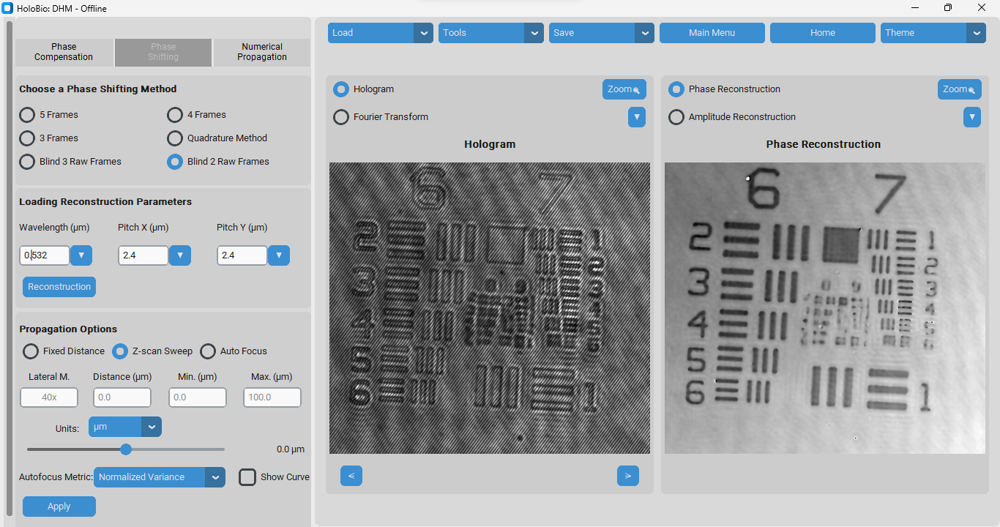 HoloBio: DHM - Offline
Load
Tools
Save
Main Menu
Home
Theme
Phase
Compensation
Phase
Shifting
Numerical
Propagation
Choose a Phase Shifting Method
5 Frames
4 Frames
3 Frames
Quadrature Method
Blind 3 Raw Frames
Blind 2 Raw Frames
Loading Reconstruction Parameters
Wavelength (µm)
Pitch X (µm)
Pitch Y (µm)
0.532
2.4
2.4
Reconstruction
Propagation Options
Fixed Distance
Z-scan Sweep
Auto Focus
Lateral M.
Distance (µm)
Min. (µm)
Max. (µm)
40x
0.0
0.0
100.0
Units:
µm
0.0 µm
Autofocus Metric:
Normalized Variance
Show Curve
Apply
Hologram
Zoom
Fourier Transform
Hologram
6 7
2 1
3 2
4 3
5 4
6 5
6
1
Phase Reconstruction
Zoom
Amplitude Reconstruction
Phase Reconstruction
6 7
2 1
3 2
4 3
5 4
6 1